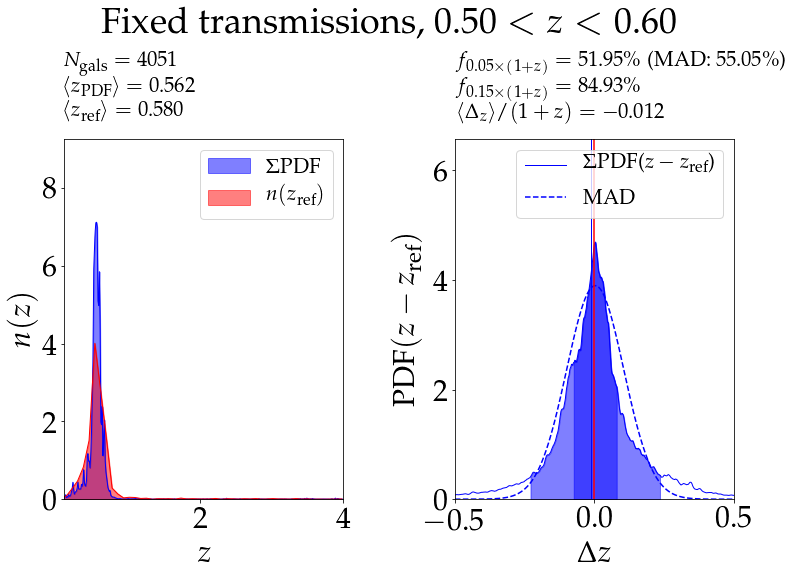 Fixed transmissions, 0.50 < z < 0.60
N_gals = 4051
⟨z_PDF⟩ = 0.562
⟨z_ref⟩ = 0.580
f_0.05×(1+z) = 51.95% (MAD: 55.05%)
f_0.15×(1+z) = 84.93%
⟨Δ_z⟩/(1 + z) = −0.012
ΣPDF
n(z_ref)
n(z)
8
6
4
2
0
2
4
z
ΣPDF(z − z_ref)
MAD
PDF(z − z_ref)
6
4
2
0
−0.5
0.0
0.5
Δz